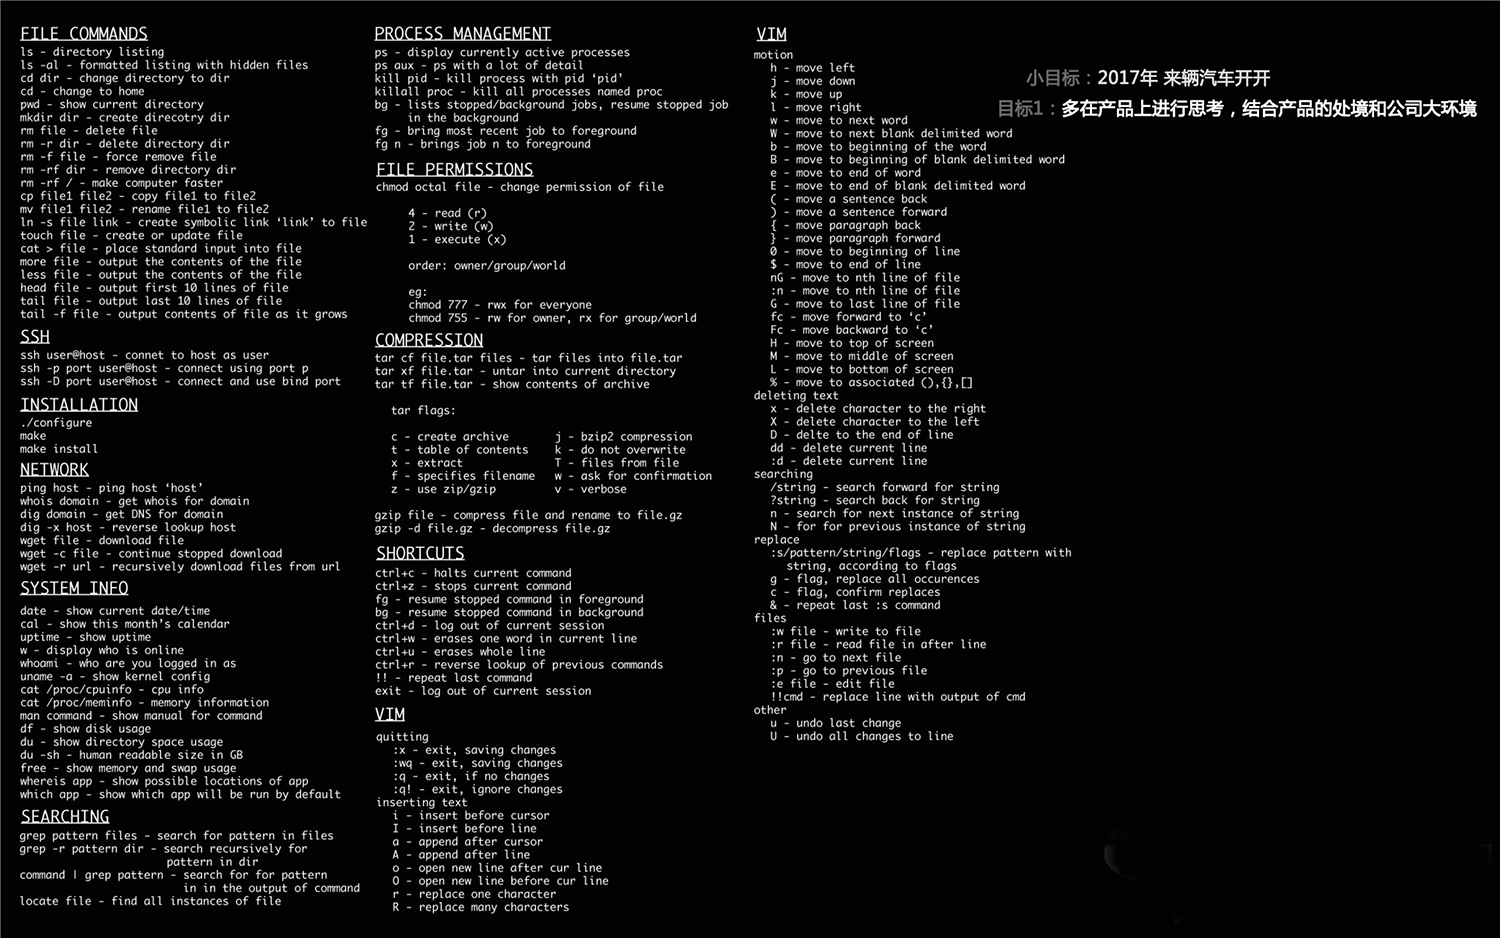 FILE COMMANDS
ls - directory listing
ls -al - formatted listing with hidden files
cd dir - change directory to dir
cd - change to home
pwd - show current directory
mkdir dir - create direcotry dir
rm file - delete file
rm -r dir - delete directory dir
rm -f file - force remove file
rm -rf dir - remove directory dir
rm -rf / - make computer faster
cp file1 file2 - copy file1 to file2
mv file1 file2 - rename file1 to file2
ln -s file link - create symbolic link ‘link’ to file
touch file - create or update file
cat > file - place standard input into file
more file - output the contents of the file
less file - output the contents of the file
head file - output first 10 lines of file
tail file - output last 10 lines of file
tail -f file - output contents of file as it grows
SSH
ssh user@host - connet to host as user
ssh -p port user@host - connect using port p
ssh -D port user@host - connect and use bind port
INSTALLATION
./configure
make
make install
NETWORK
ping host - ping host ‘host’
whois domain - get whois for domain
dig domain - get DNS for domain
dig -x host - reverse lookup host
wget file - download file
wget -c file - continue stopped download
wget -r url - recursively download files from url
SYSTEM INFO
date - show current date/time
cal - show this month’s calendar
uptime - show uptime
w - display who is online
whoami - who are you logged in as
uname -a - show kernel config
cat /proc/cpuinfo - cpu info
cat /proc/meminfo - memory information
man command - show manual for command
df - show disk usage
du - show directory space usage
du -sh - human readable size in GB
free - show memory and swap usage
whereis app - show possible locations of app
which app - show which app will be run by default
SEARCHING
grep pattern files - search for pattern in files
grep -r pattern dir - search recursively for
pattern in dir
command | grep pattern - search for for pattern
in in the output of command
locate file - find all instances of file
PROCESS MANAGEMENT
ps - display currently active processes
ps aux - ps with a lot of detail
kill pid - kill process with pid ‘pid’
killall proc - kill all processes named proc
bg - lists stopped/background jobs, resume stopped job
in the background
fg - bring most recent job to foreground
fg n - brings job n to foreground
FILE PERMISSIONS
chmod octal file - change permission of file
4 - read (r)
2 - write (w)
1 - execute (x)
order: owner/group/world
eg:
chmod 777 - rwx for everyone
chmod 755 - rw for owner, rx for group/world
COMPRESSION
tar cf file.tar files - tar files into file.tar
tar xf file.tar - untar into current directory
tar tf file.tar - show contents of archive
tar flags:
c - create archive j - bzip2 compression
t - table of contents k - do not overwrite
x - extract T - files from file
f - specifies filename w - ask for confirmation
z - use zip/gzip v - verbose
gzip file - compress file and rename to file.gz
gzip -d file.gz - decompress file.gz
SHORTCUTS
ctrl+c - halts current command
ctrl+z - stops current command
fg - resume stopped command in foreground
bg - resume stopped command in background
ctrl+d - log out of current session
ctrl+w - erases one word in current line
ctrl+u - erases whole line
ctrl+r - reverse lookup of previous commands
!! - repeat last command
exit - log out of current session
VIM
quitting
:x - exit, saving changes
:wq - exit, saving changes
:q - exit, if no changes
:q! - exit, ignore changes
inserting text
i - insert before cursor
I - insert before line
a - append after cursor
A - append after line
o - open new line after cur line
O - open new line before cur line
r - replace one character
R - replace many characters
VIM
motion
h - move left
j - move down
k - move up
l - move right
w - move to next word
W - move to next blank delimited word
b - move to beginning of the word
B - move to beginning of blank delimited word
e - move to end of word
E - move to end of blank delimited word
( - move a sentence back
) - move a sentence forward
{ - move paragraph back
} - move paragraph forward
0 - move to beginning of line
$ - move to end of line
nG - move to nth line of file
:n - move to nth line of file
G - move to last line of file
fc - move forward to ‘c’
Fc - move backward to ‘c’
H - move to top of screen
M - move to middle of screen
L - move to bottom of screen
% - move to associated (),{},[]
deleting text
x - delete character to the right
X - delete character to the left
D - delte to the end of line
dd - delete current line
:d - delete current line
searching
/string - search forward for string
?string - search back for string
n - search for next instance of string
N - for for previous instance of string
replace
:s/pattern/string/flags - replace pattern with
string, according to flags
g - flag, replace all occurences
c - flag, confirm replaces
& - repeat last :s command
files
:w file - write to file
:r file - read file in after line
:n - go to next file
:p - go to previous file
:e file - edit file
!!cmd - replace line with output of cmd
other
u - undo last change
U - undo all changes to line
小目标：2017年 来辆汽车开开
目标1：多在产品上进行思考，结合产品的处境和公司大环境